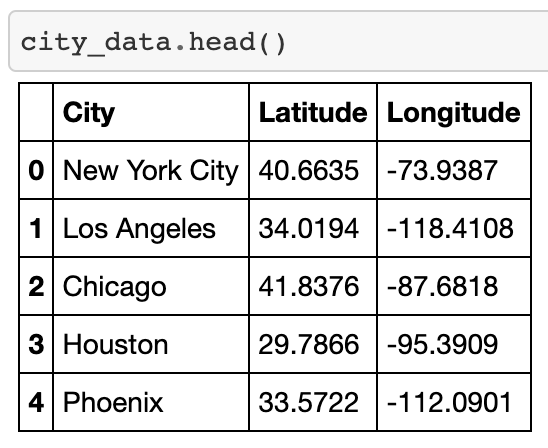 city_data.head()
City Latitude Longitude
0 New York City 40.6635 -73.9387
1 Los Angeles 34.0194 -118.4108
2 Chicago 41.8376 -87.6818
3 Houston 29.7866 -95.3909
4 Phoenix 33.5722 -112.0901